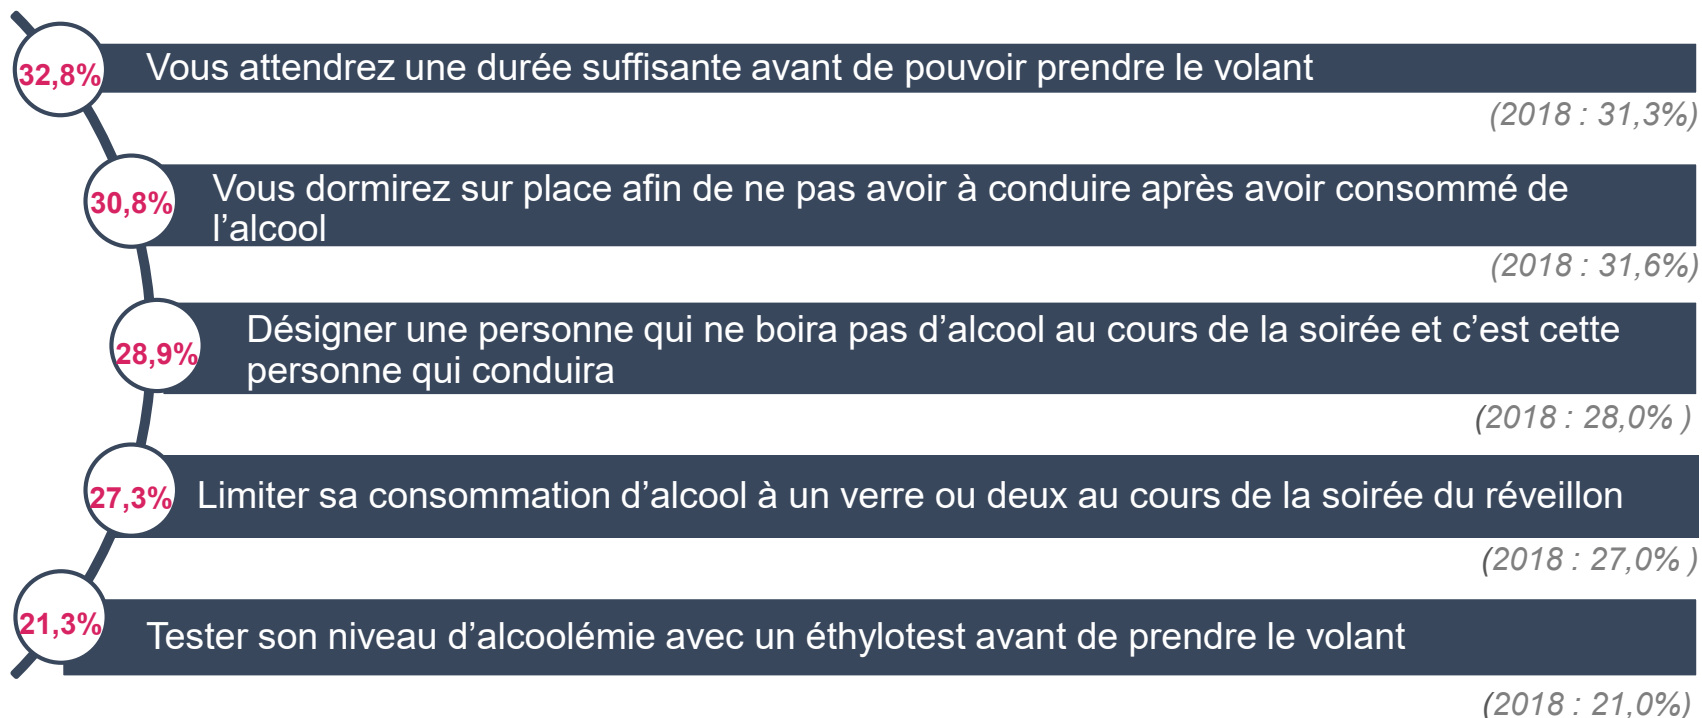 32,8%
Vous attendrez une durée suffisante avant de pouvoir prendre le volant
(2018 : 31,3%)
30,8%
Vous dormirez sur place afin de ne pas avoir à conduire après avoir consommé de
l’alcool
(2018 : 31,6%)
28,9%
Désigner une personne qui ne boira pas d’alcool au cours de la soirée et c’est cette
personne qui conduira
(2018 : 28,0% )
27,3%
Limiter sa consommation d’alcool à un verre ou deux au cours de la soirée du réveillon
(2018 : 27,0% )
21,3%
Tester son niveau d’alcoolémie avec un éthylotest avant de prendre le volant
(2018 : 21,0%)